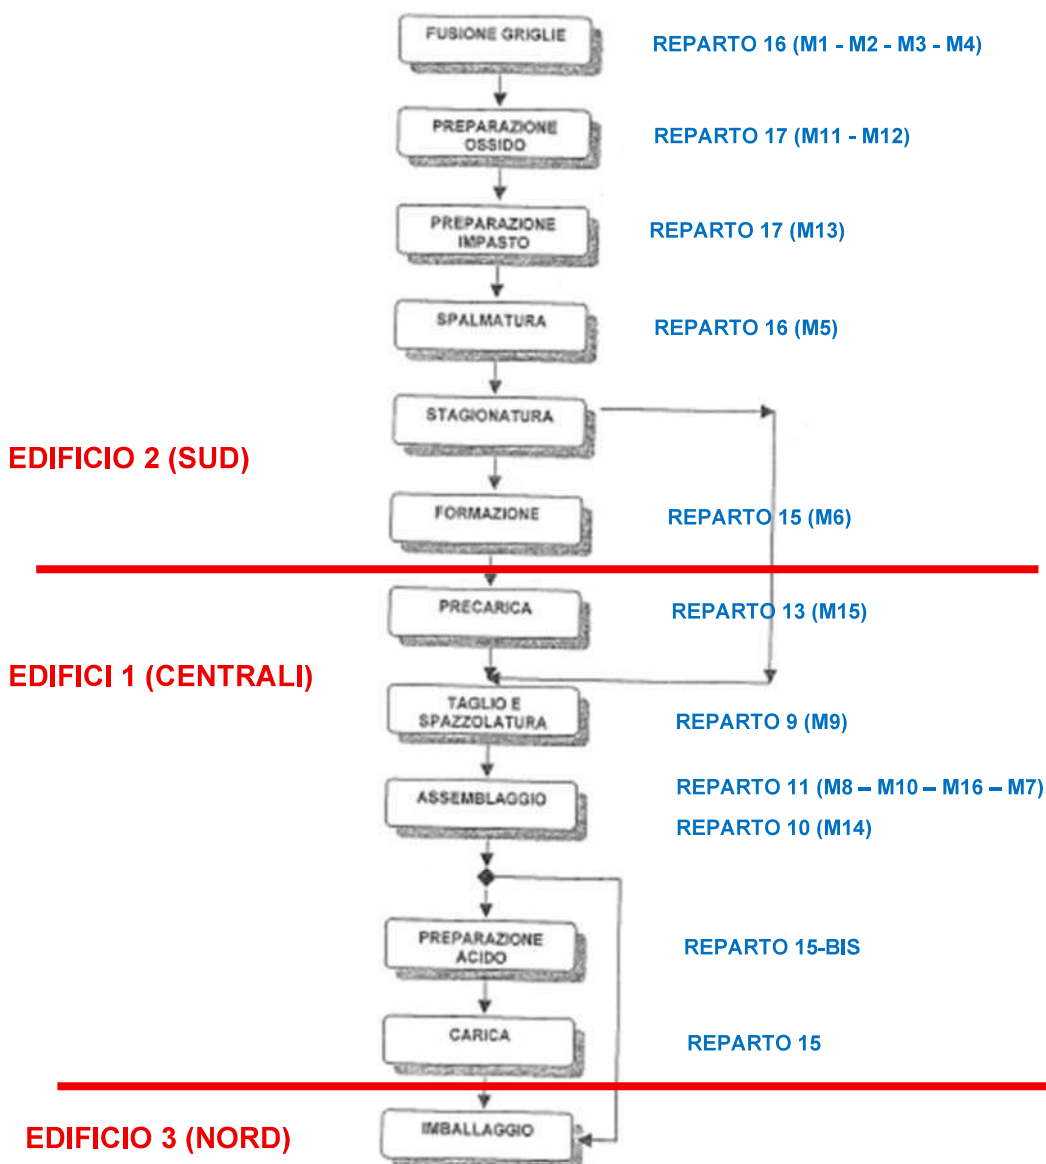 FUSIONE GRIGLIE
REPARTO 16 (M1 - M2 - M3 - M4)
PREPARAZIONE
OSSIDO
REPARTO 17 (M11 - M12)
PREPARAZIONE
IMPASTO
REPARTO 17 (M13)
SPALMATURA
REPARTO 16 (M5)
STAGIONATURA
EDIFICIO 2 (SUD)
FORMAZIONE
REPARTO 15 (M6)
PRECARICA
REPARTO 13 (M15)
EDIFICI 1 (CENTRALI)
TAGLIO E
SPAZZOLATURA
REPARTO 9 (M9)
ASSEMBLAGGIO
REPARTO 11 (M8 – M10 – M16 – M7)
REPARTO 10 (M14)
PREPARAZIONE
ACIDO
REPARTO 15-BIS
CARICA
REPARTO 15
IMBALLAGGIO
EDIFICIO 3 (NORD)